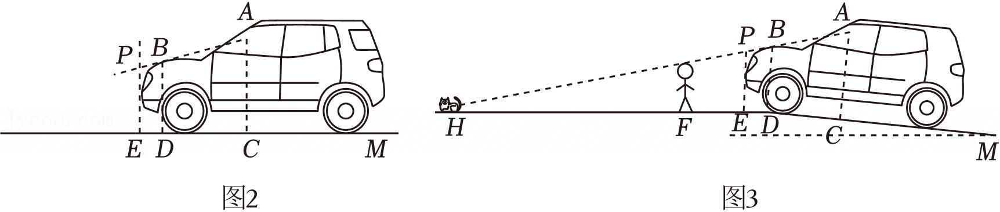 A
P B
E D C M
图2
A
P B
H F E D C M
图3
Jyeoo.com